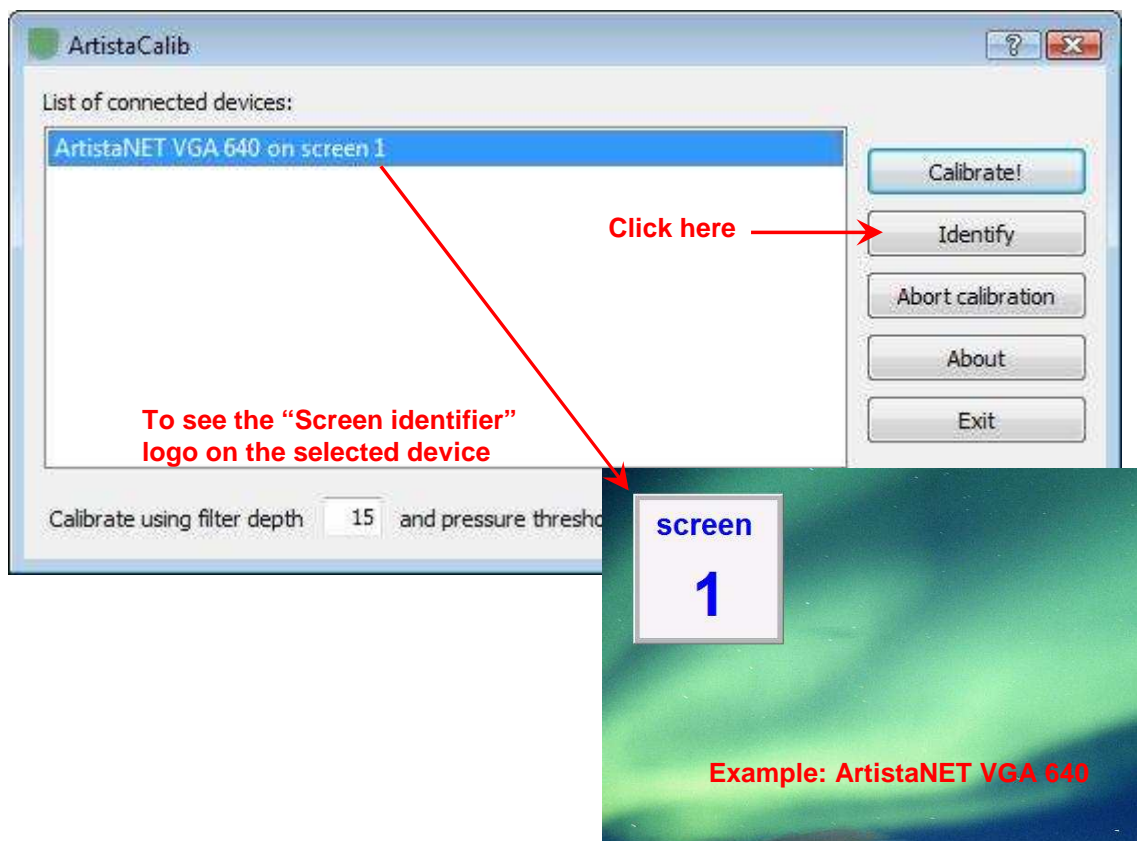 ArtistaCalib
List of connected devices:
ArtistaNET VGA 640 on screen 1
Calibrate!
Click here
Identify
Abort calibration
About
To see the “Screen identifier”
logo on the selected device
Exit
Calibrate using filter depth 15 and pressure thresho
screen
1
Example: ArtistaNET VGA 640